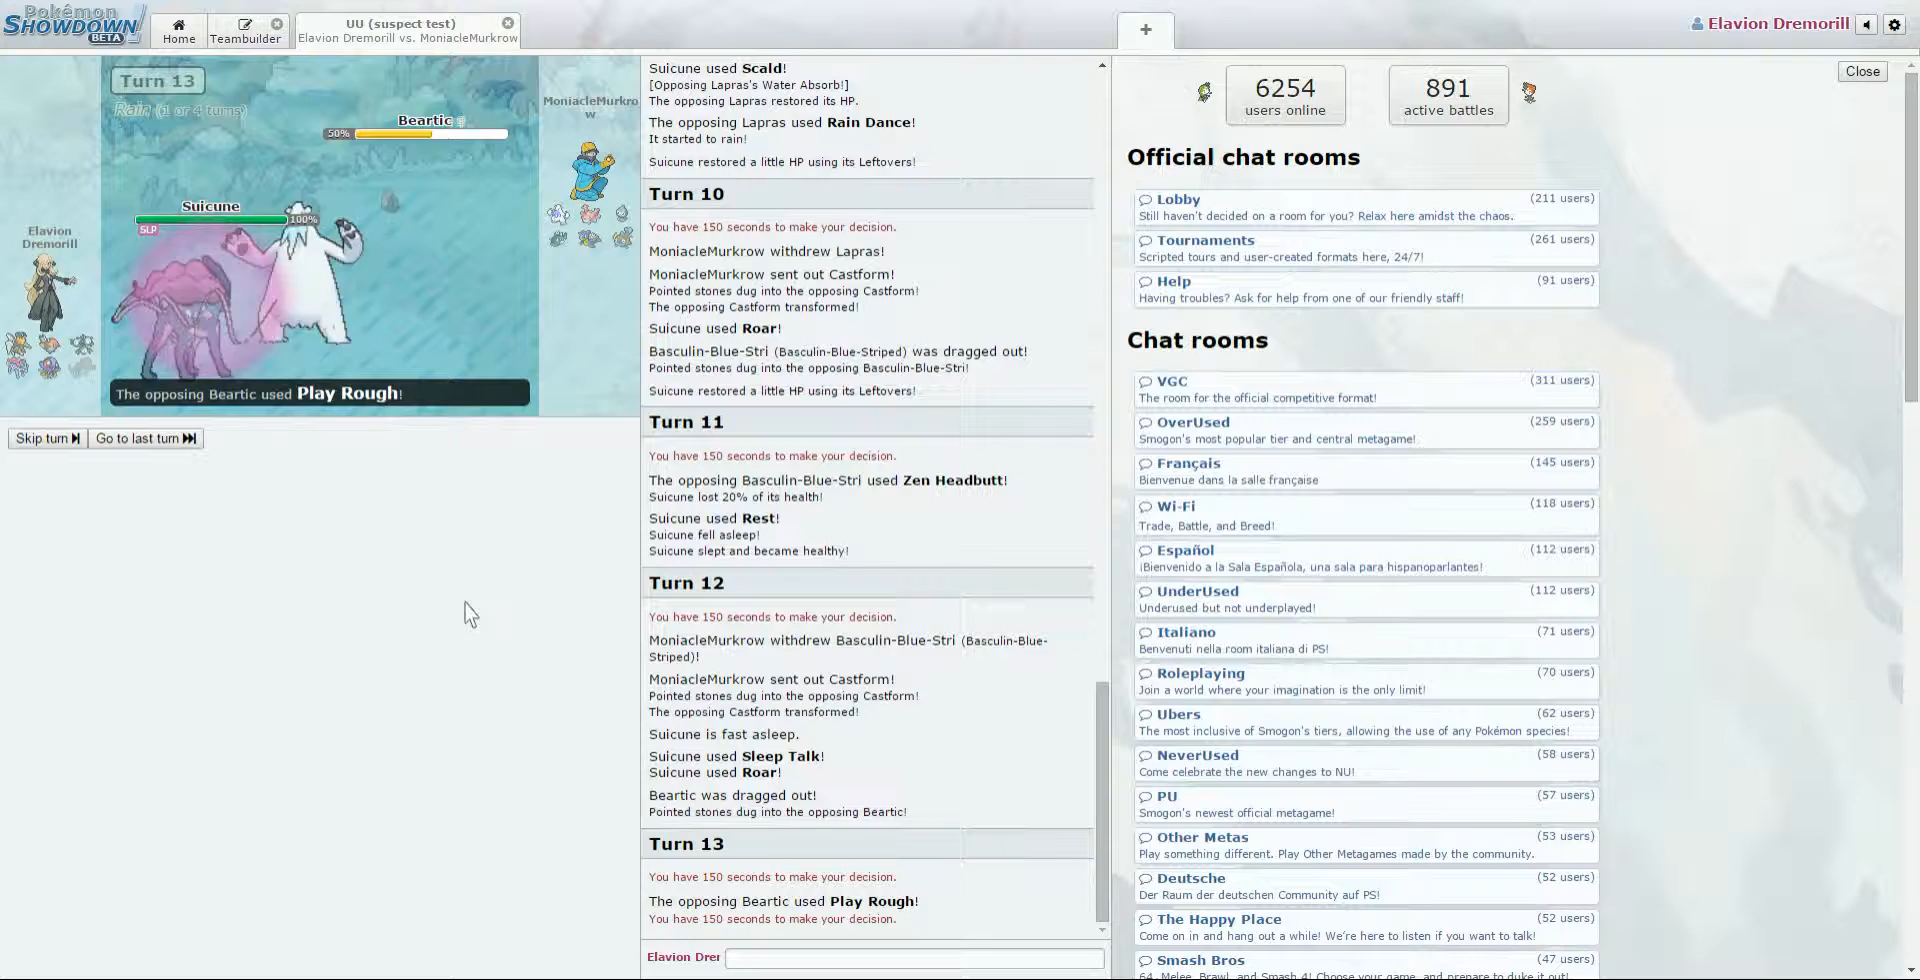 Pokémon
SHOWDOWN!
BETA
Home
Teambuilder
UU (suspect test)
Elavion Dremorill vs. MoniacleMurkrow
+
Elavion Dremorill
Turn 13
Rain (1 or 4 turns)
Beartic
50%
Suicune
100%
SLP
Elavion
Dremorill
MoniacleMurkro
w
The opposing Beartic used Play Rough!
Skip turn
Go to last turn
Suicune used Scald!
[Opposing Lapras's Water Absorb!]
The opposing Lapras restored its HP.
The opposing Lapras used Rain Dance!
It started to rain!
Suicune restored a little HP using its Leftovers!
Turn 10
You have 150 seconds to make your decision.
MoniacleMurkrow withdrew Lapras!
MoniacleMurkrow sent out Castform!
Pointed stones dug into the opposing Castform!
The opposing Castform transformed!
Suicune used Roar!
Basculin-Blue-Stri (Basculin-Blue-Striped) was dragged out!
Pointed stones dug into the opposing Basculin-Blue-Stri!
Suicune restored a little HP using its Leftovers!
Turn 11
You have 150 seconds to make your decision.
The opposing Basculin-Blue-Stri used Zen Headbutt!
Suicune lost 20% of its health!
Suicune used Rest!
Suicune fell asleep!
Suicune slept and became healthy!
Turn 12
You have 150 seconds to make your decision.
MoniacleMurkrow withdrew Basculin-Blue-Stri (Basculin-Blue-
Striped)!
MoniacleMurkrow sent out Castform!
Pointed stones dug into the opposing Castform!
The opposing Castform transformed!
Suicune is fast asleep.
Suicune used Sleep Talk!
Suicune used Roar!
Beartic was dragged out!
Pointed stones dug into the opposing Beartic!
Turn 13
You have 150 seconds to make your decision.
The opposing Beartic used Play Rough!
You have 150 seconds to make your decision.
Elavion Drer
Close
6254
users online
891
active battles
Official chat rooms
Lobby (211 users)
Still haven't decided on a room for you? Relax here amidst the chaos.
Tournaments (261 users)
Scripted tours and user-created formats here, 24/7!
Help (91 users)
Having troubles? Ask for help from one of our friendly staff!
Chat rooms
VGC (311 users)
The room for the official competitive format!
OverUsed (259 users)
Smogon's most popular tier and central metagame!
Français (145 users)
Bienvenue dans la salle française
Wi-Fi (118 users)
Trade, Battle, and Breed!
Español (112 users)
¡Bienvenido a la Sala Española, una sala para hispanoparlantes!
UnderUsed (112 users)
Underused but not underplayed!
Italiano (71 users)
Benvenuti nella room italiana di PS!
Roleplaying (70 users)
Join a world where your imagination is the only limit!
Ubers (62 users)
The most inclusive of Smogon's tiers, allowing the use of any Pokémon species!
NeverUsed (58 users)
Come celebrate the new changes to NU!
PU (57 users)
Smogon's newest official metagame!
Other Metas (53 users)
Play something different. Play Other Metagames made by the community.
Deutsche (52 users)
Der Raum der deutschen Community auf PS!
The Happy Place (52 users)
Come on in and hang out a while! We're here to listen if you want to talk!
Smash Bros (47 users)
64, Melee, Brawl, and Smash 4! Choose your game, and prepare to duke it out!